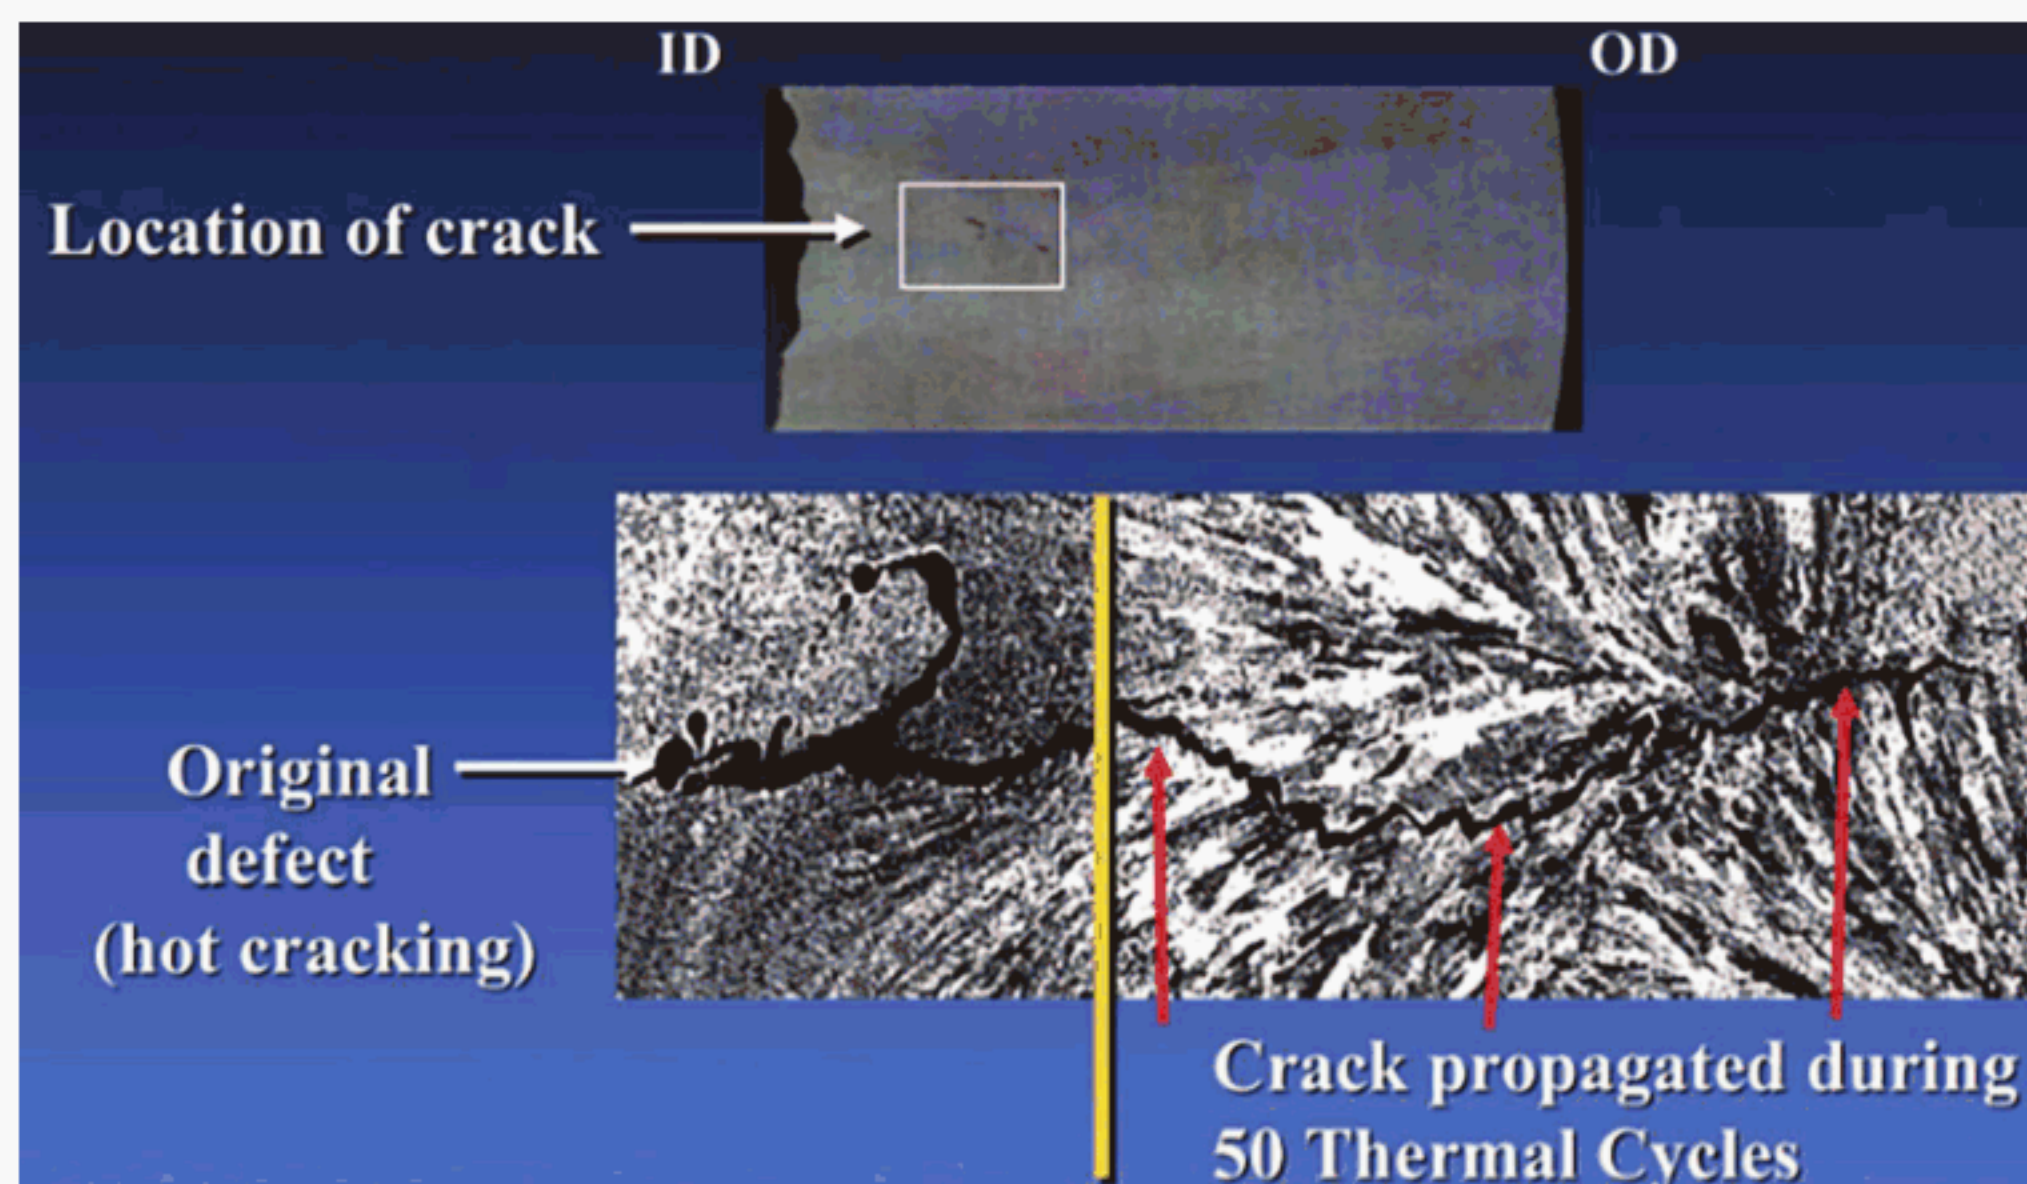 ID
OD
Location of crack
Original
defect
(hot cracking)
Crack propagated during
50 Thermal Cycles